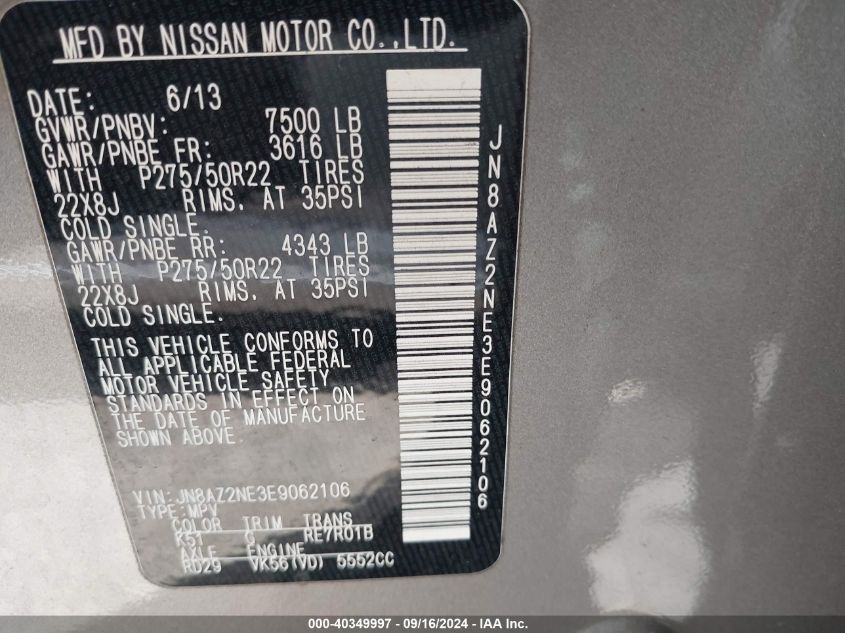 MFD BY NISSAN MOTOR CO.,LTD.
DATE: 6/13
GVWR/PNBV: 7500 LB
GAWR/PNBE FR: 3616 LB
WITH P275/50R22 TIRES
22X8J RIMS, AT 35PSI
COLD SINGLE.
GAWR/PNBE RR: 4343 LB
WITH P275/50R22 TIRES
22X8J RIMS. AT 35PSI
COLD SINGLE.
THIS VEHICLE CONFORMS TO
ALL APPLICABLE FEDERAL
MOTOR VEHICLE SAFETY
STANDARDS IN EFFECT ON
THE DATE OF MANUFACTURE
SHOWN ABOVE.
VIN:JN8AZ2NE3E9062106
TYPE:MPV
COLOR TRIM TRANS
K51 G RE7R01B
AXLE ENGINE
RD29 VK56(VD) 5552CC
JN8AZ2NE3E9062106
000-40349997 - 09/16/2024 - IAA Inc.